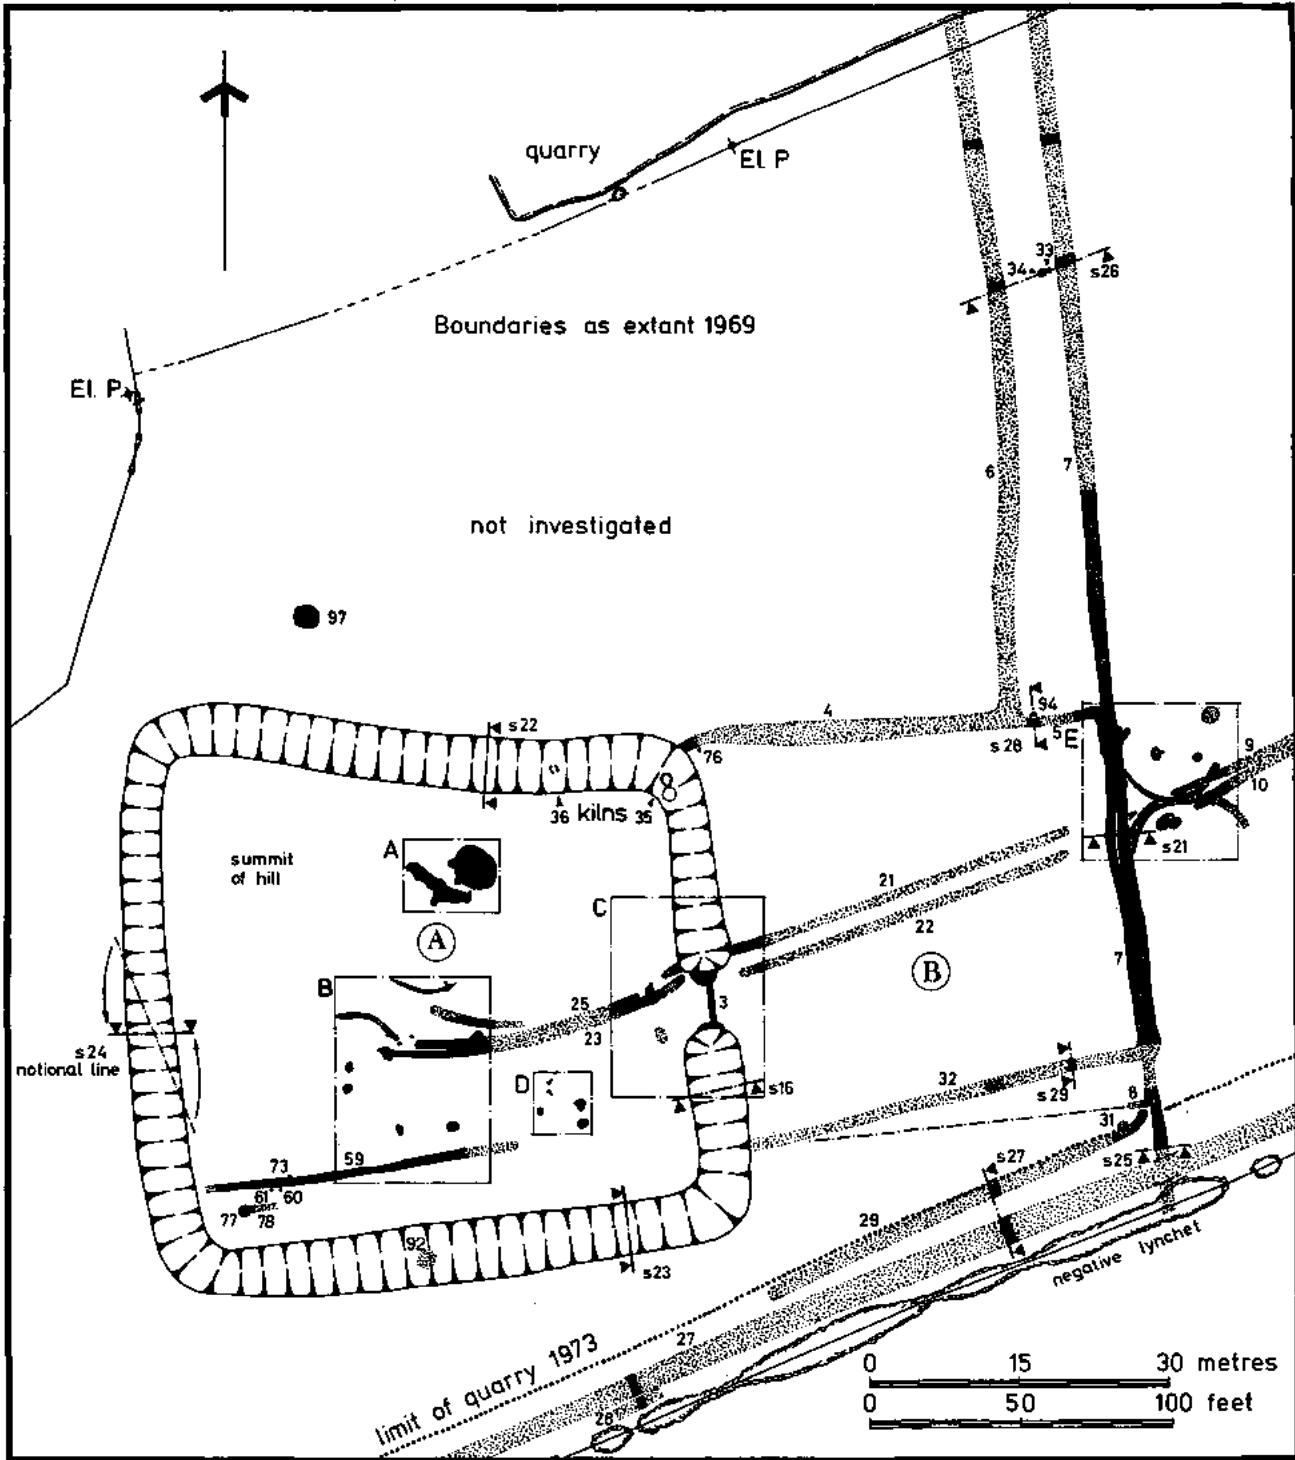 quarry
El. P
33
34
s26
Boundaries as extant 1969
El. P.
6
7
not investigated
97
4
94
5
s28
E
s22
76
9
10
36
kilns
35
8
s21
A
summit
of hill
21
C
22
A
B
B
7
25
3
23
s24
notional line
D
32
s16
s29
8
31
s27
s25
59
73
61
60
77
78
29
92
s23
negative lynchet
27
limit of quarry 1973
28
0 15 30 metres
0 50 100 feet